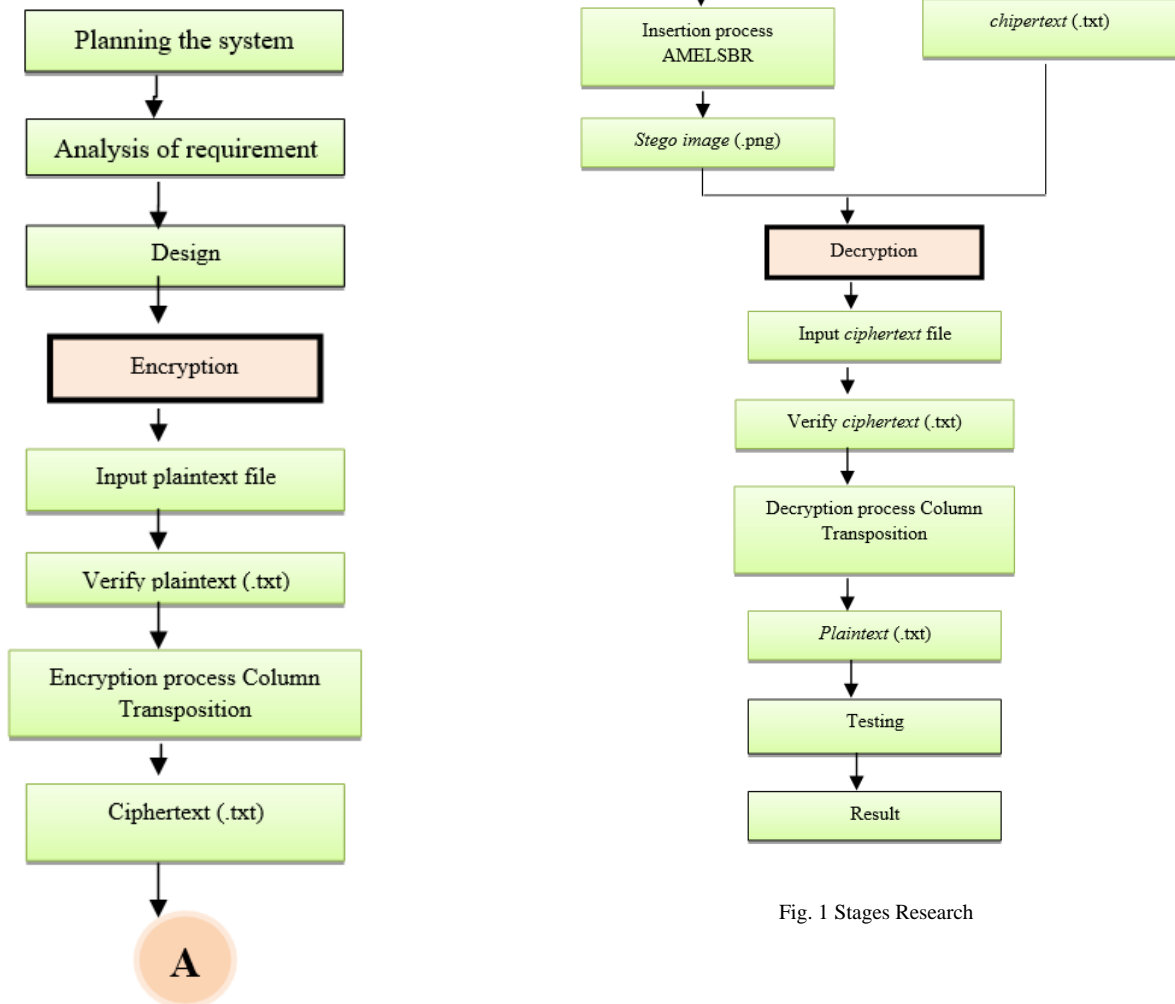 Planning the system
Analysis of requirement
Design
Encryption
Input plaintext file
Verify plaintext (.txt)
Encryption process Column
Transposition
Ciphertext (.txt)
A
Insertion process
AMELSBR
Stego image (.png)
chipertext (.txt)
Decryption
Input ciphertext file
Verify ciphertext (.txt)
Decryption process Column
Transposition
Plaintext (.txt)
Testing
Result
Fig. 1 Stages Research